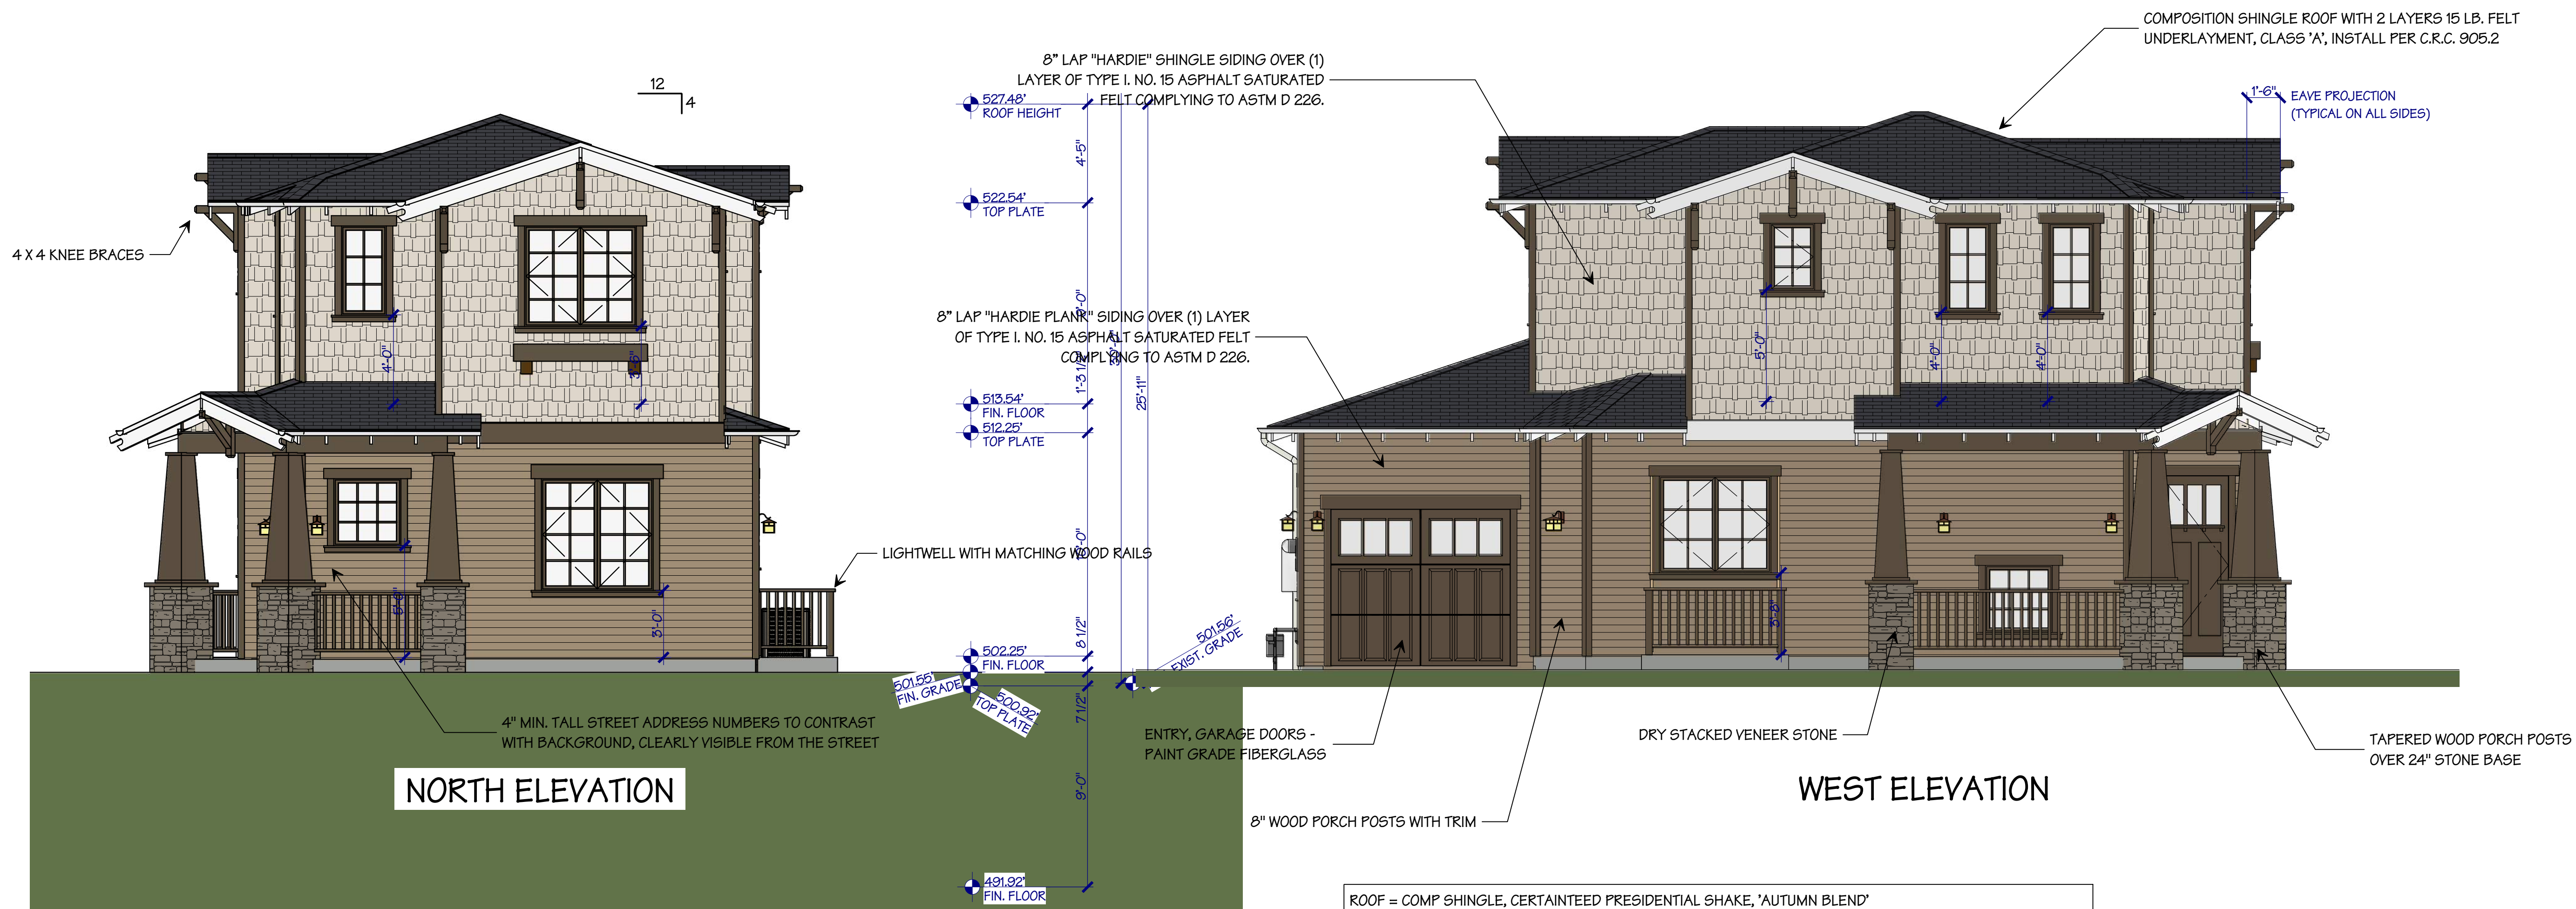 COMPOSITION SHINGLE ROOF WITH 2 LAYERS 15 LB. FELT
UNDERLAYMENT, CLASS 'A', INSTALL PER C.R.C. 905.2
8" LAP "HARDIE" SHINGLE SIDING OVER (1)
LAYER OF TYPE I. NO. 15 ASPHALT SATURATED
FELT COMPLYING TO ASTM D 226.
12
4
527.48'
ROOF HEIGHT
1'-6"
EAVE PROJECTION
(TYPICAL ON ALL SIDES)
4'-5"
522.54'
TOP PLATE
4 X 4 KNEE BRACES
8" LAP "HARDIE PLANK" SIDING OVER (1) LAYER
OF TYPE I. NO. 15 ASPHALT SATURATED FELT
COMPLYING TO ASTM D 226.
4'-0"
3'-6"
1'-3 1/2"
25'-11"
5'-0"
4'-0"
4'-0"
513.54'
FIN. FLOOR
512.25'
TOP PLATE
LIGHTWELL WITH MATCHING WOOD RAILS
5'-0"
3'-0"
3'-8"
8 1/2"
502.25'
FIN. FLOOR
501.56'
EXIST. GRADE
501.55'
FIN. GRADE
500.92'
TOP PLATE
7 1/2"
4" MIN. TALL STREET ADDRESS NUMBERS TO CONTRAST
WITH BACKGROUND, CLEARLY VISIBLE FROM THE STREET
ENTRY, GARAGE DOORS -
PAINT GRADE FIBERGLASS
DRY STACKED VENEER STONE
TAPERED WOOD PORCH POSTS
OVER 24" STONE BASE
NORTH ELEVATION
9'-0"
WEST ELEVATION
8" WOOD PORCH POSTS WITH TRIM
491.92'
FIN. FLOOR
ROOF = COMP SHINGLE, CERTAINTEED PRESIDENTIAL SHAKE, 'AUTUMN BLEND'